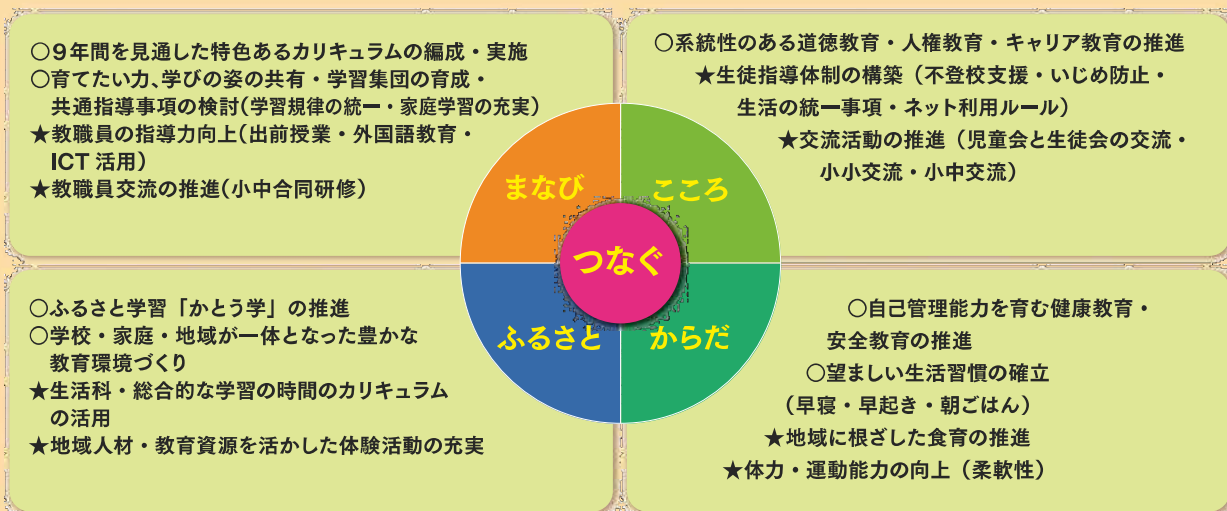 ○９年間を見通した特色あるカリキュラムの編成・実施
○育てたい力、学びの姿の共有・学習集団の育成・
共通指導事項の検討（学習規律の統一・家庭学習の充実）
★教職員の指導力向上（出前授業・外国語教育・
ICT 活用）
★教職員交流の推進（小中合同研修）
○系統性のある道徳教育・人権教育・キャリア教育の推進
★生徒指導体制の構築（不登校支援・いじめ防止・
生活の統一事項・ネット利用ルール）
★交流活動の推進（児童会と生徒会の交流・
小小交流・小中交流）
まなび
こころ
つなぐ
ふるさと
からだ
○ふるさと学習「かとう学」の推進
○学校・家庭・地域が一体となった豊かな
教育環境づくり
★生活科・総合的な学習の時間のカリキュラム
の活用
★地域人材・教育資源を活かした体験活動の充実
○自己管理能力を育む健康教育・
安全教育の推進
○望ましい生活習慣の確立
（早寝・早起き・朝ごはん）
★地域に根ざした食育の推進
★体力・運動能力の向上（柔軟性）